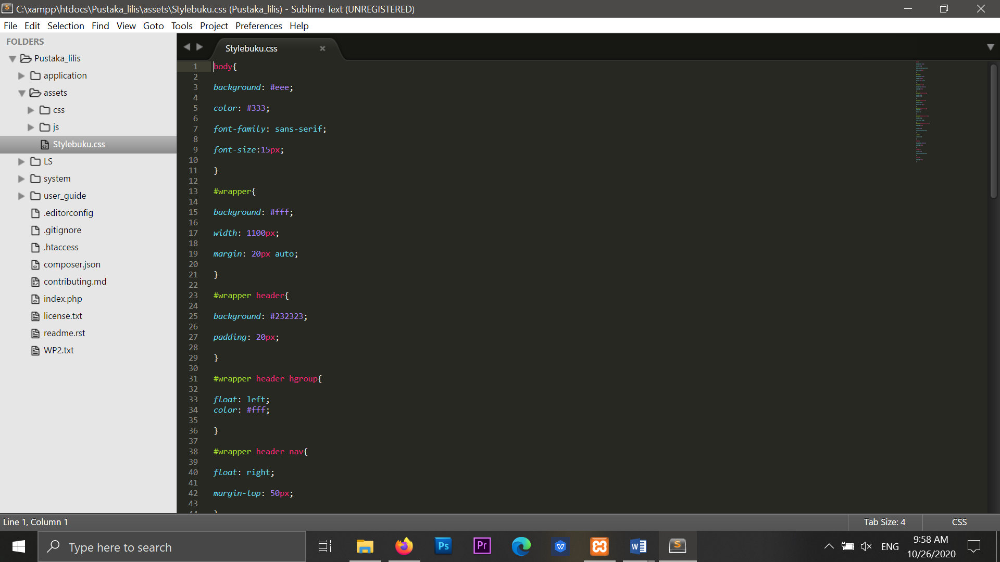 C:\xampp\htdocs\Pustaka_lilis\assets\Stylebuku.css (Pustaka_lilis) - Sublime Text (UNREGISTERED)
File Edit Selection Find View Goto Tools Project Preferences Help
FOLDERS
Pustaka_lilis
application
assets
css
js
Stylebuku.css
LS
system
user_guide
.editorconfig
.gitignore
.htaccess
composer.json
contributing.md
index.php
license.txt
readme.rst
WP2.txt
Stylebuku.css
1 body{
2
3 background: #eee;
4
5 color: #333;
6
7 font-family: sans-serif;
8
9 font-size:15px;
10
11 }
12
13 #wrapper{
14
15 background: #fff;
16
17 width: 1100px;
18
19 margin: 20px auto;
20
21 }
22
23 #wrapper header{
24
25 background: #232323;
26
27 padding: 20px;
28
29 }
30
31 #wrapper header hgroup{
32
33 float: left;
34 color: #fff;
35
36 }
37
38 #wrapper header nav{
39
40 float: right;
41
42 margin-top: 50px;
43
Line 1, Column 1
Tab Size: 4
CSS
Type here to search
Ps
Pr
ENG
9:58 AM
10/26/2020